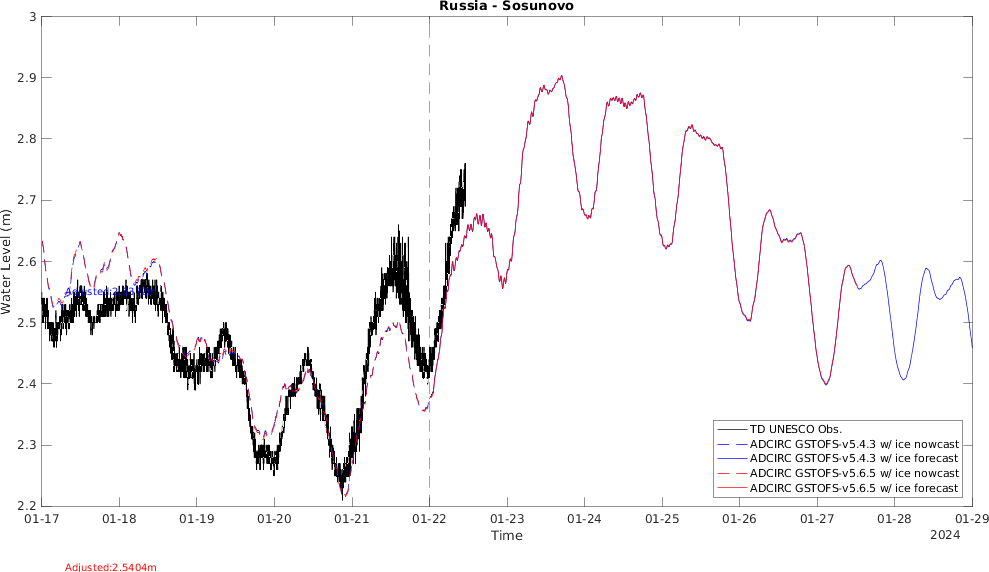 Russia - Sosunovo
3
2.9
2.8
2.7
2.6
2.5
2.4
2.3
2.2
Water Level (m)
Adjusted:2.
TD UNESCO Obs.
ADCIRC GSTOFS-v5.4.3 w/ ice nowcast
ADCIRC GSTOFS-v5.4.3 w/ ice forecast
ADCIRC GSTOFS-v5.6.5 w/ ice nowcast
ADCIRC GSTOFS-v5.6.5 w/ ice forecast
01-17 01-18 01-19 01-20 01-21 01-22 01-23 01-24 01-25 01-26 01-27 01-28 01-29
Time
2024
Adjusted:2.5404m